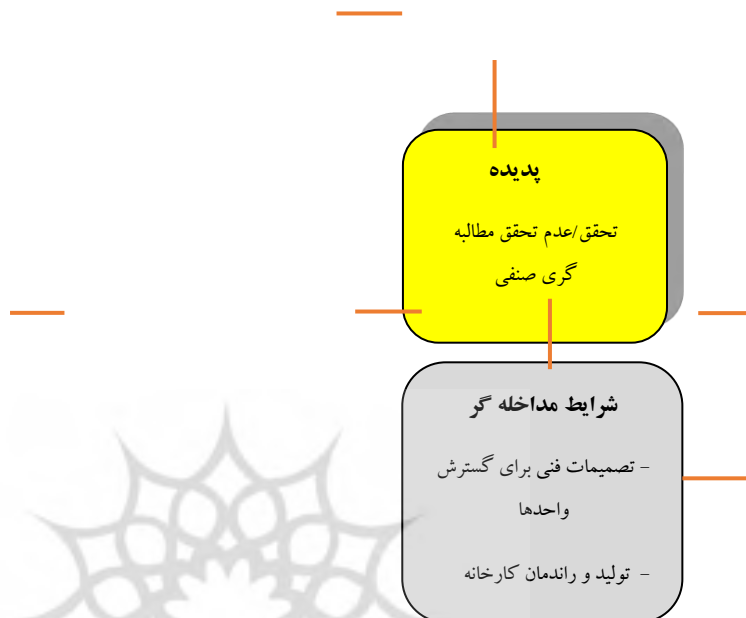 پدیده
تحقق/عدم تحقق مطالبه
گری صنفی
شرایط مداخله گر
- تصمیمات فنی برای گسترش
واحدها
- تولید و راندمان کارخانه